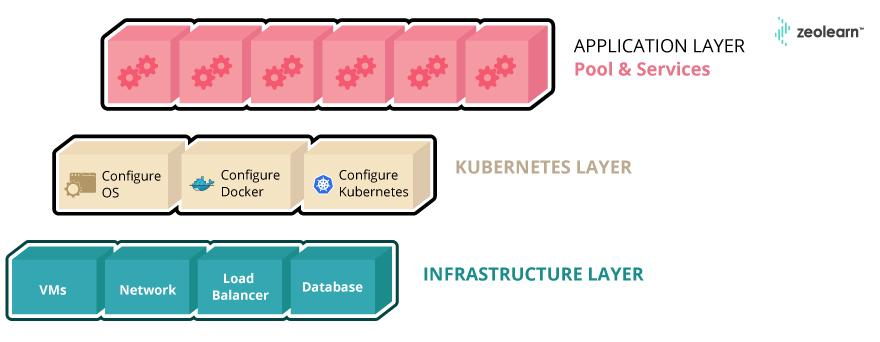 APPLICATION LAYER
Pool & Services
zeolearn™
Configure
OS
Configure
Docker
Configure
Kubernetes
KUBERNETES LAYER
VMs
Network
Load
Balancer
Database
INFRASTRUCTURE LAYER